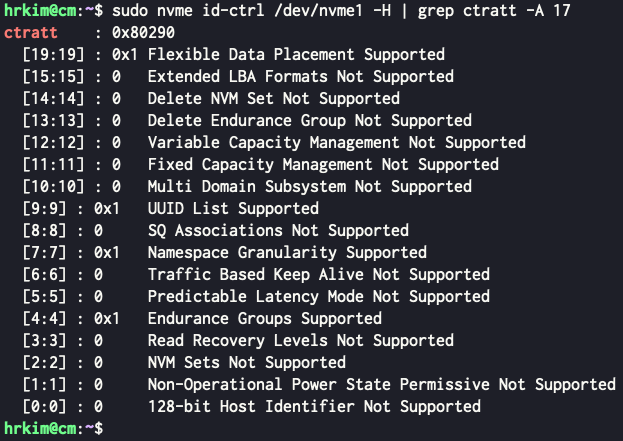 hrkim@cm:~$ sudo nvme id-ctrl /dev/nvme1 -H | grep ctratt -A 17
ctratt    : 0x80290
  [19:19] : 0x1 Flexible Data Placement Supported
  [15:15] : 0   Extended LBA Formats Not Supported
  [14:14] : 0   Delete NVM Set Not Supported
  [13:13] : 0   Delete Endurance Group Not Supported
  [12:12] : 0   Variable Capacity Management Not Supported
  [11:11] : 0   Fixed Capacity Management Not Supported
  [10:10] : 0   Multi Domain Subsystem Not Supported
  [9:9] : 0x1   UUID List Supported
  [8:8] : 0     SQ Associations Not Supported
  [7:7] : 0x1   Namespace Granularity Supported
  [6:6] : 0     Traffic Based Keep Alive Not Supported
  [5:5] : 0     Predictable Latency Mode Not Supported
  [4:4] : 0x1   Endurance Groups Supported
  [3:3] : 0     Read Recovery Levels Not Supported
  [2:2] : 0     NVM Sets Not Supported
  [1:1] : 0     Non-Operational Power State Permissive Not Supported
  [0:0] : 0     128-bit Host Identifier Not Supported
hrkim@cm:~$